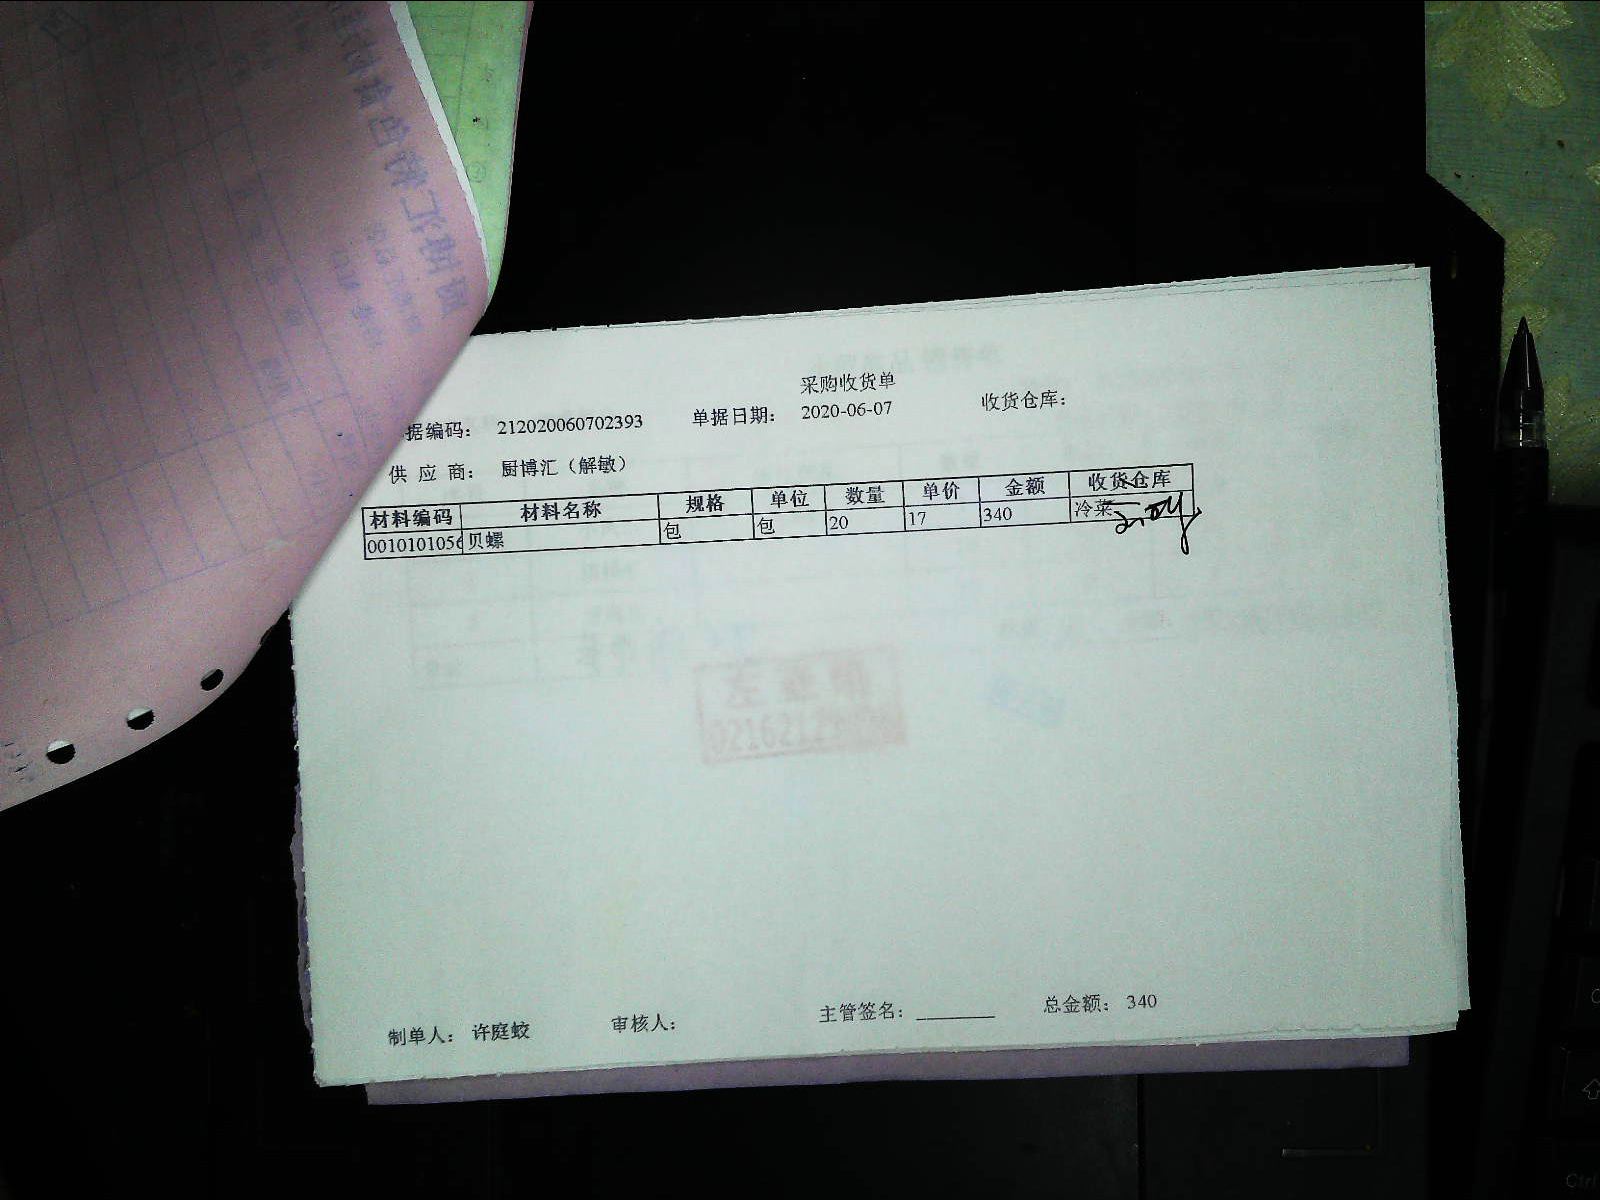 采购收货单
据编码： 212020060702393 单据日期： 2020-06-07 收货仓库：
供 应 商： 厨博汇（解敏）
材料编码 材料名称 规格 单位 数量 单价 金额 收货仓库
0010101056 贝螺 包 包 20 17 340 冷菜
制单人： 许庭蛟 审核人： 主管签名： ________ 总金额： 340